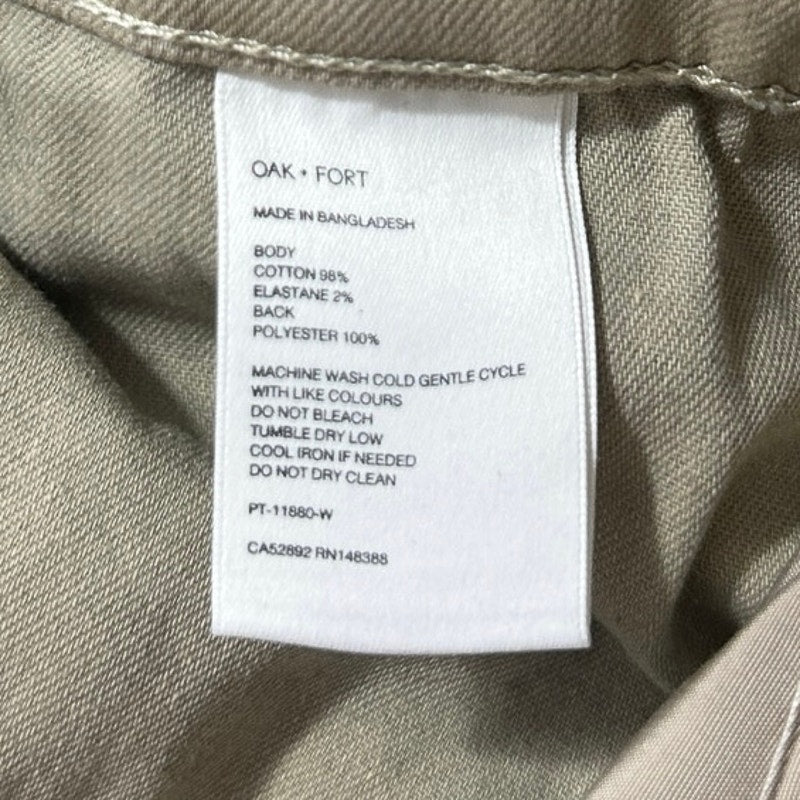 OAK + FORT
MADE IN BANGLADESH
BODY
COTTON 98%
ELASTANE 2%
BACK
POLYESTER 100%
MACHINE WASH COLD GENTLE CYCLE
WITH LIKE COLOURS
DO NOT BLEACH
TUMBLE DRY LOW
COOL IRON IF NEEDED
DO NOT DRY CLEAN
PT-11880-W
CA52892 RN148388